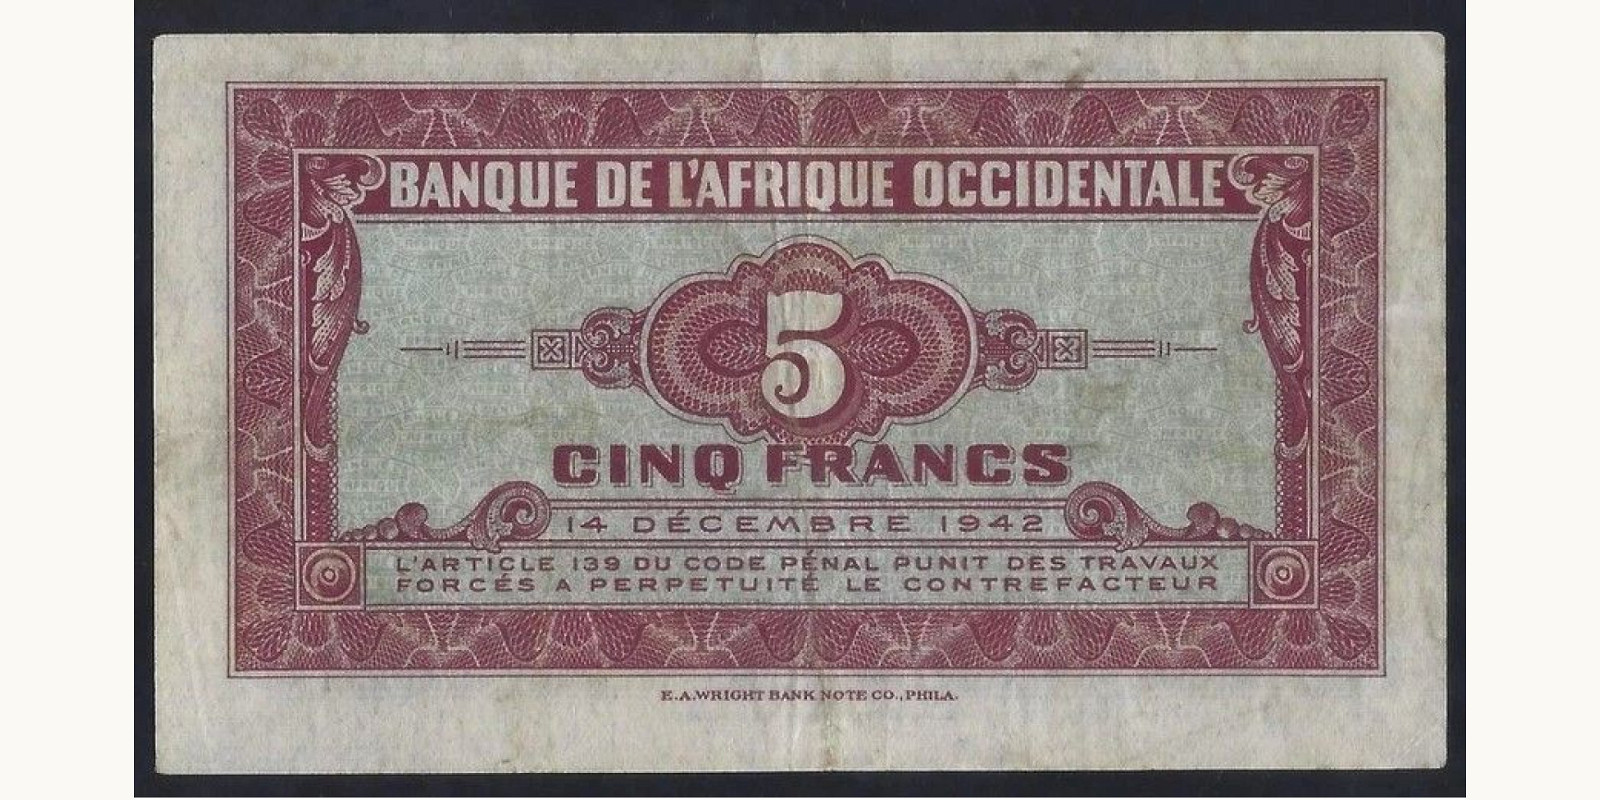 BANQUE DE L'AFRIQUE OCCIDENTALE
5
CINQ FRANCS
14 DÉCEMBRE 1942
L'ARTICLE 139 DU CODE PÉNAL PUNIT DES TRAVAUX
FORCÉS A PERPETUITÉ LE CONTREFACTEUR
E.A.WRIGHT BANK NOTE CO.,PHILA.